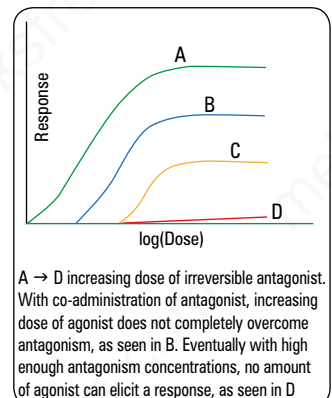 Response
A
B
C
D
log(Dose)
A → D increasing dose of irreversible antagonist.
With co-administration of antagonist, increasing
dose of agonist does not completely overcome
antagonism, as seen in B. Eventually with high
enough antagonism concentrations, no amount
of agonist can elicit a response, as seen in D